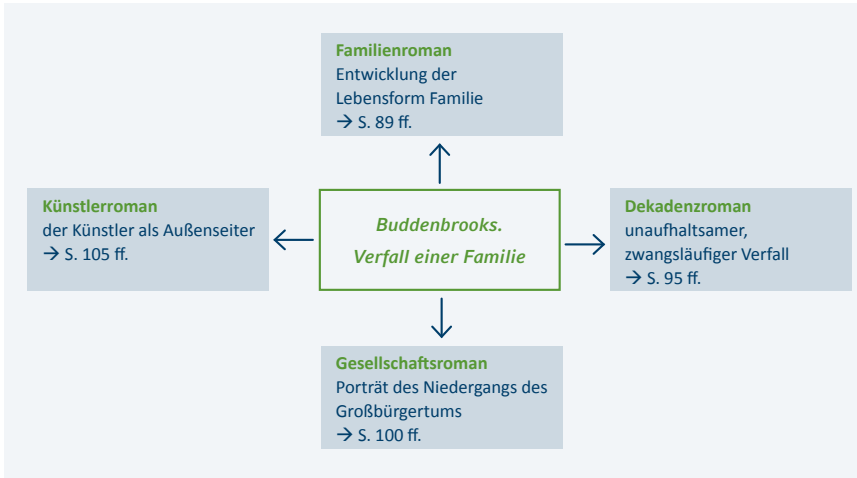 Familienroman
Entwicklung der
Lebensform Familie
→ S. 89 ff.
Künstlerroman
der Künstler als Außenseiter
→ S. 105 ff.
Buddenbrooks.
Verfall einer Familie
Dekadenzroman
unaufhaltsamer,
zwangsläufiger Verfall
→ S. 95 ff.
Gesellschaftsroman
Porträt des Niedergangs des
Großbürgertums
→ S. 100 ff.